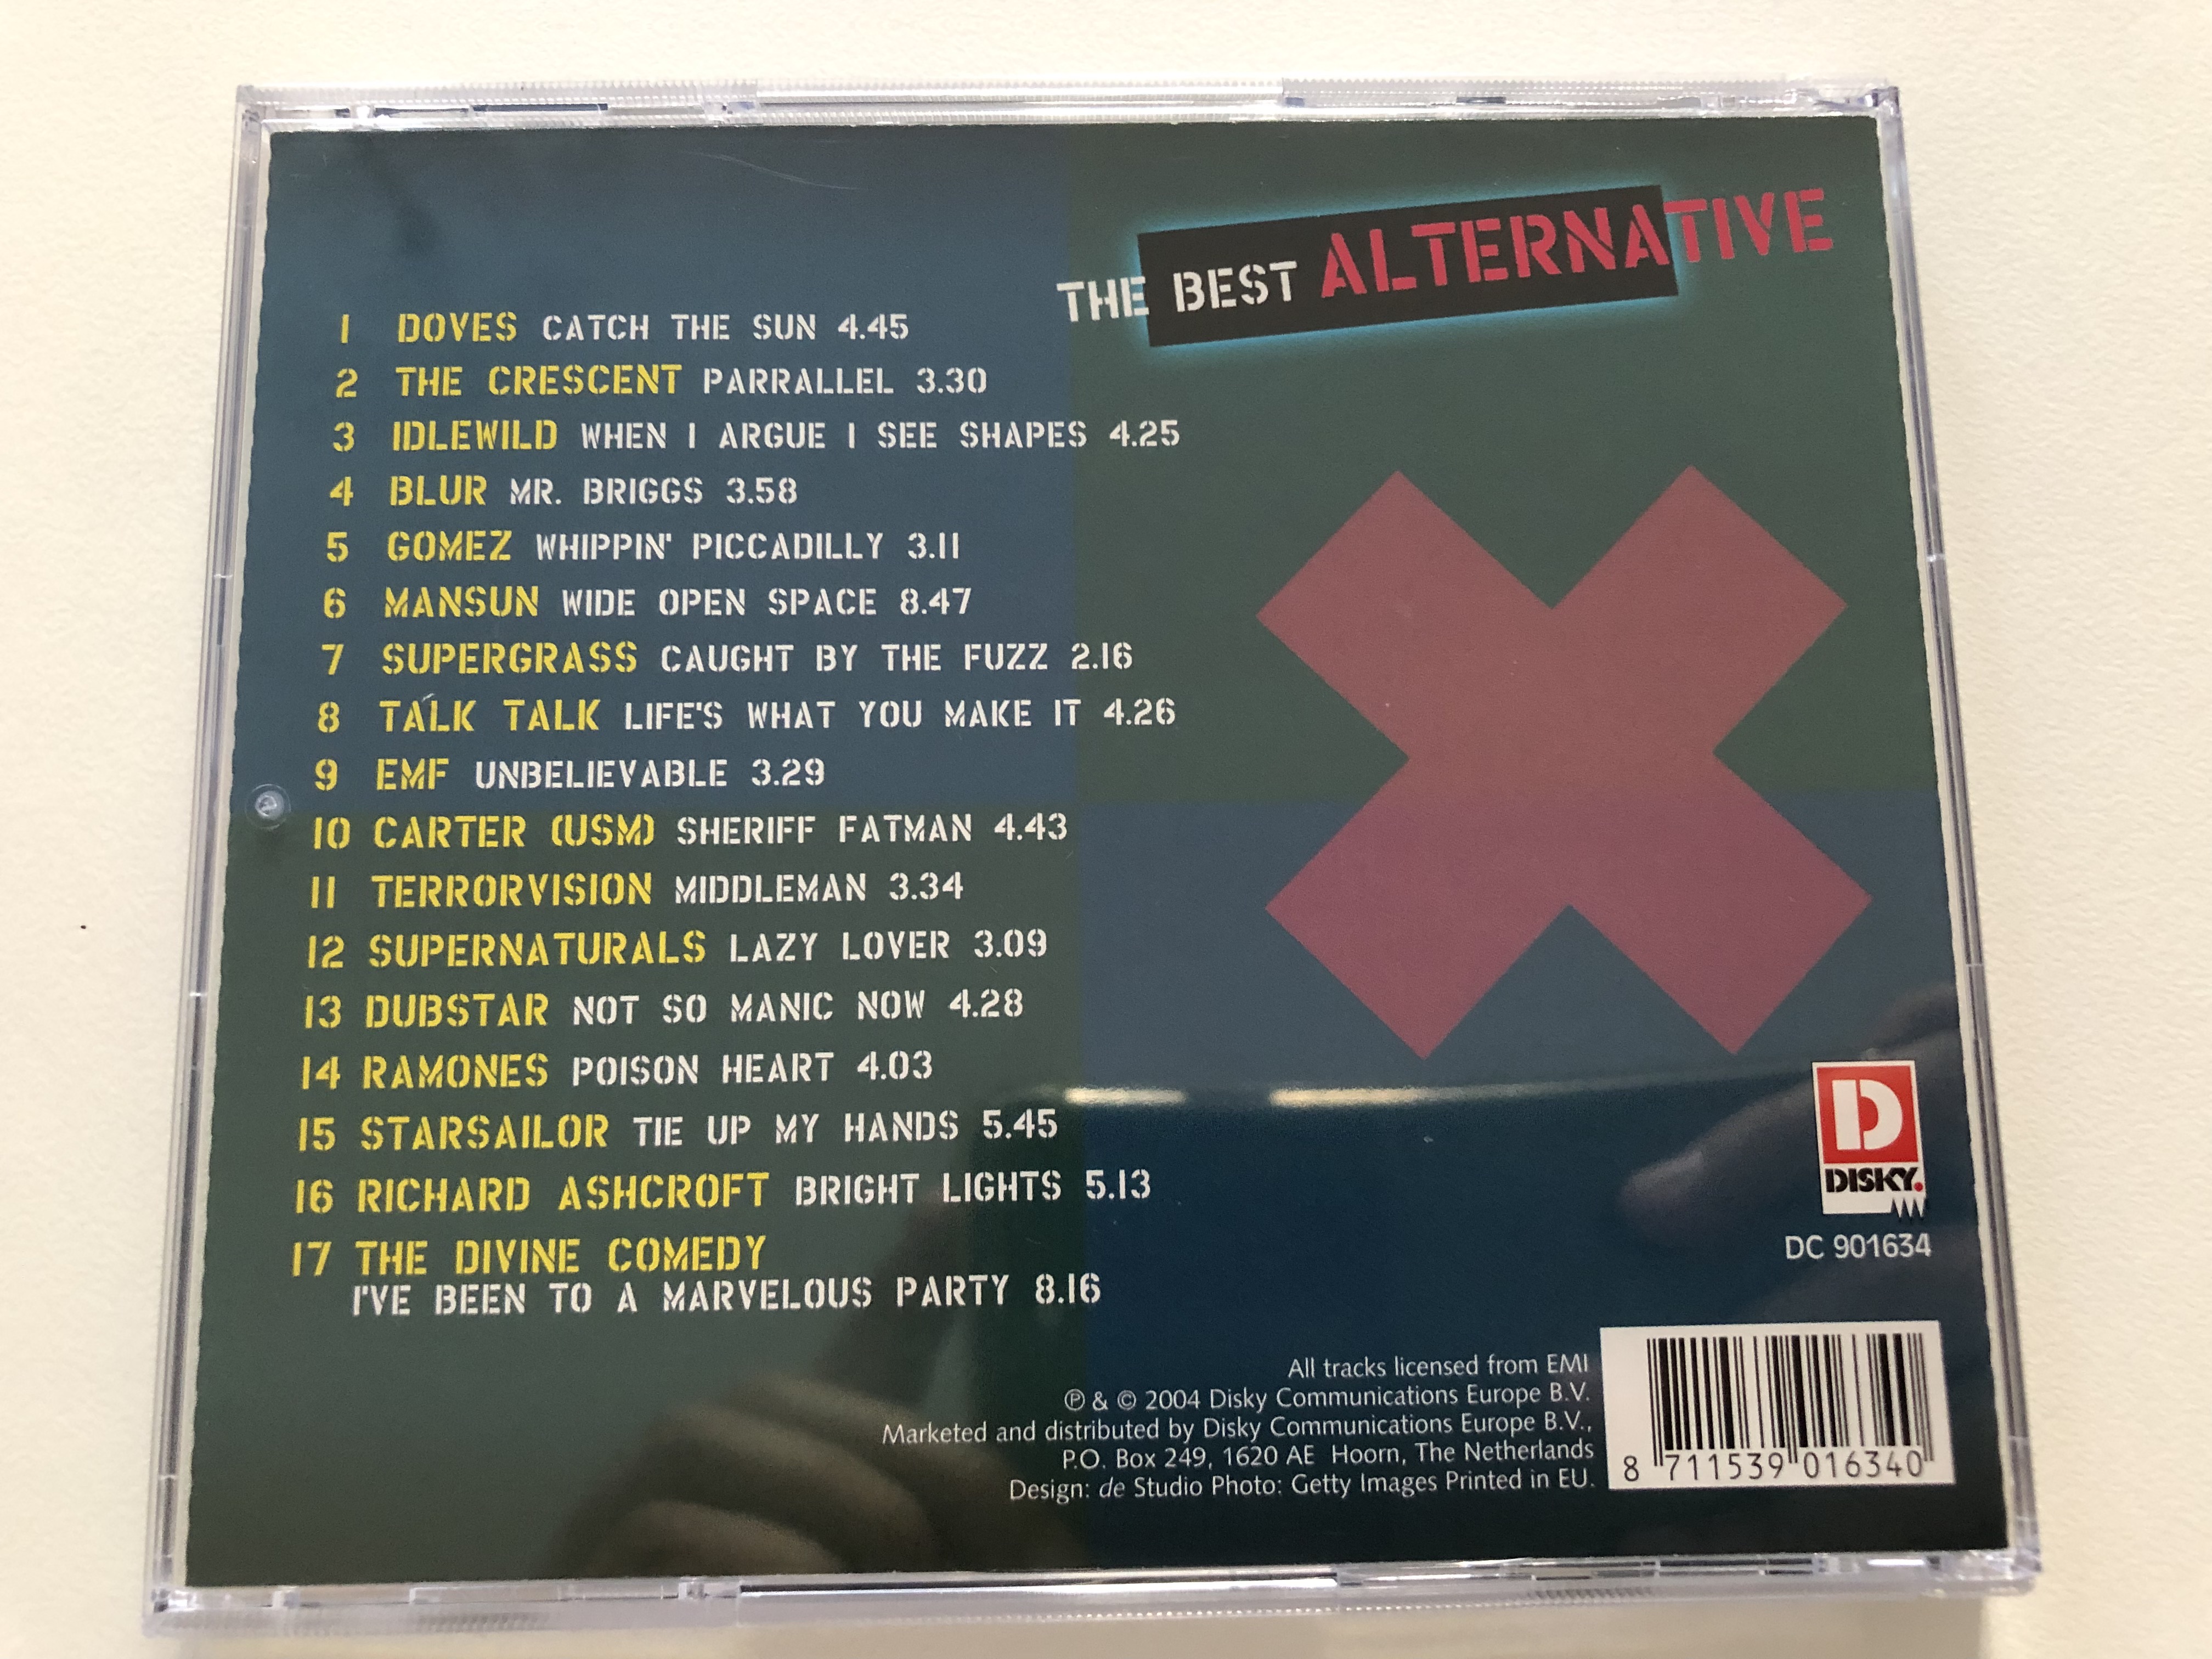 THE BEST ALTERNATIVE
1 DOVES CATCH THE SUN 4.45
2 THE CRESCENT PARRALLEL 3.30
3 IDLEWILD WHEN I ARGUE I SEE SHAPES 4.25
4 BLUR MR. BRIGGS 3.58
5 GOMEZ WHIPPIN' PICCADILLY 3.11
6 MANSUN WIDE OPEN SPACE 8.47
7 SUPERGRASS CAUGHT BY THE FUZZ 2.16
8 TALK TALK LIFE'S WHAT YOU MAKE IT 4.26
9 EMF UNBELIEVABLE 3.29
10 CARTER (USM) SHERIFF FATMAN 4.43
11 TERRORVISION MIDDLEMAN 3.34
12 SUPERNATURALS LAZY LOVER 3.09
13 DUBSTAR NOT SO MANIC NOW 4.28
14 RAMONES POISON HEART 4.03
15 STARSAILOR TIE UP MY HANDS 5.45
16 RICHARD ASHCROFT BRIGHT LIGHTS 5.13
17 THE DIVINE COMEDY
I'VE BEEN TO A MARVELOUS PARTY 8.16
D
DISKY.
DC 901634
All tracks licensed from EMI
℗ & © 2004 Disky Communications Europe B.V.
Marketed and distributed by Disky Communications Europe B.V.,
P.O. Box 249, 1620 AE Hoorn, The Netherlands
Design: de Studio Photo: Getty Images Printed in EU.
8 711539 016340